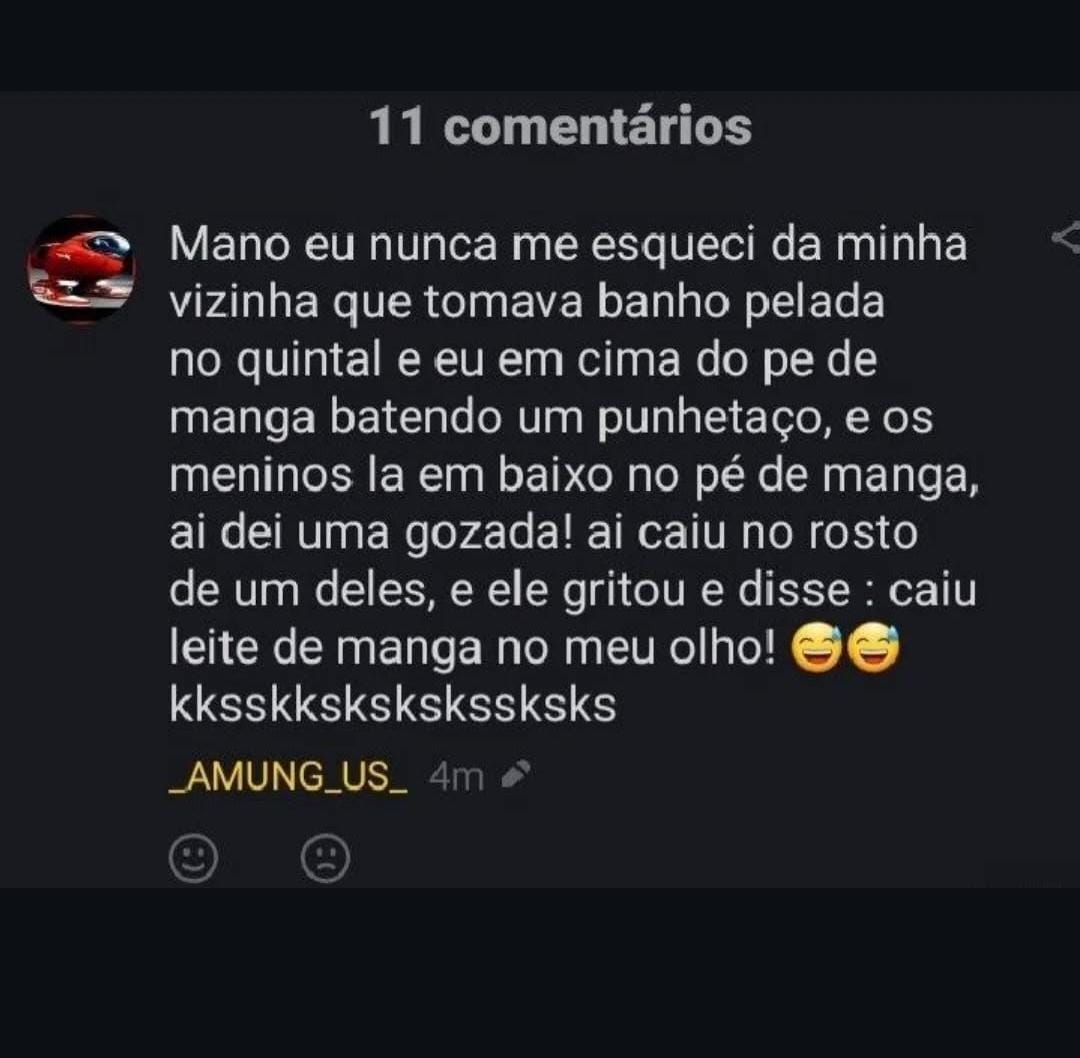 11 comentários
Mano eu nunca me esqueci da minha
vizinha que tomava banho pelada
no quintal e eu em cima do pe de
manga batendo um punhetaço, e os
meninos la em baixo no pé de manga,
ai dei uma gozada! ai caiu no rosto
de um deles, e ele gritou e disse : caiu
leite de manga no meu olho! 😅😅
kksskkskskskssksks
_AMUNG_US_ 4m